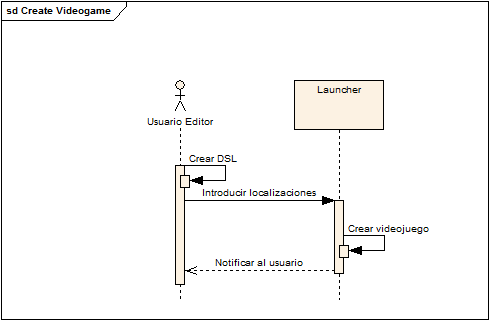 sd Create Videogame
Launcher
Usuario Editor
Crear DSL
Introducir localizaciones
Crear videojuego
Notificar al usuario